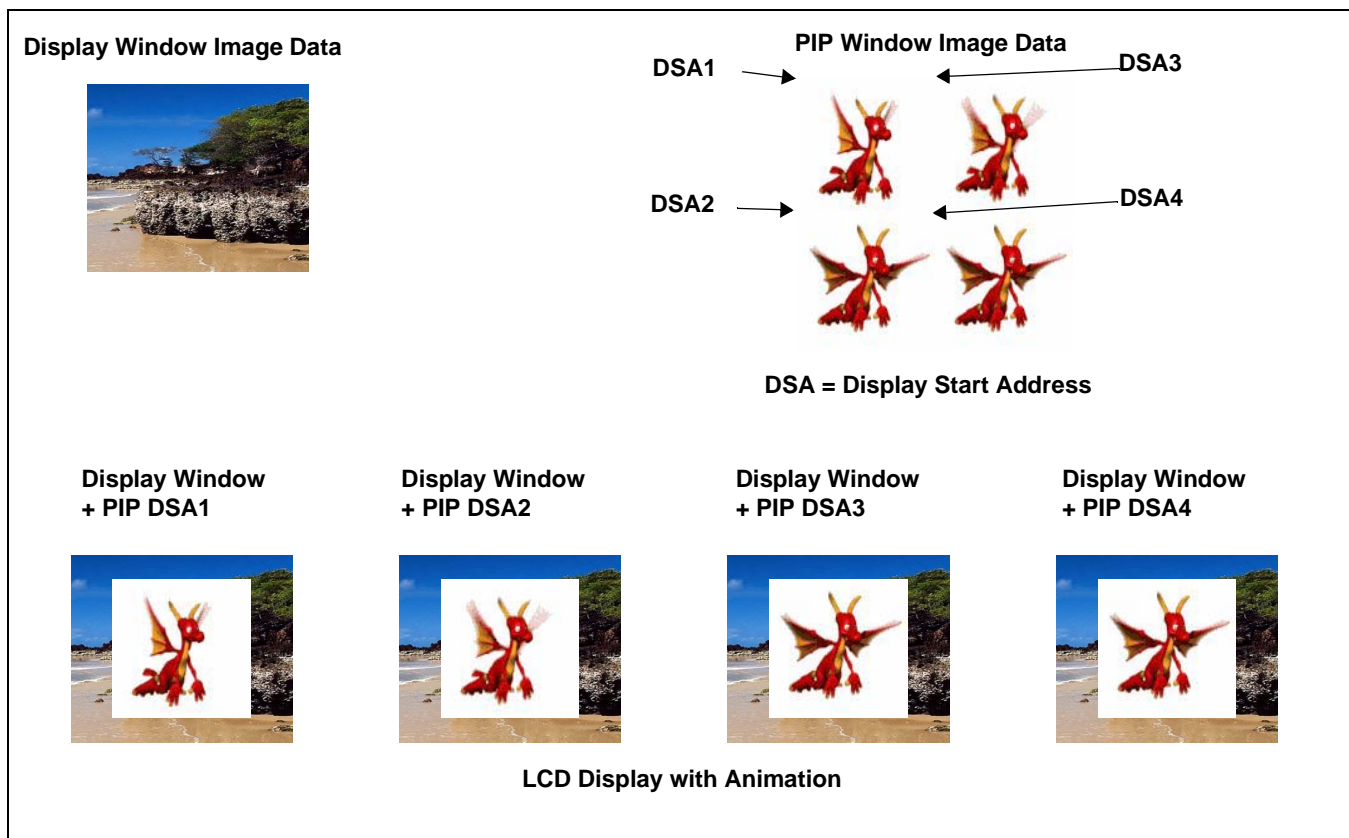 Display Window Image Data
PIP Window Image Data
DSA1
DSA3
DSA2
DSA4
DSA = Display Start Address
Display Window
+ PIP DSA1
Display Window
+ PIP DSA2
Display Window
+ PIP DSA3
Display Window
+ PIP DSA4
LCD Display with Animation